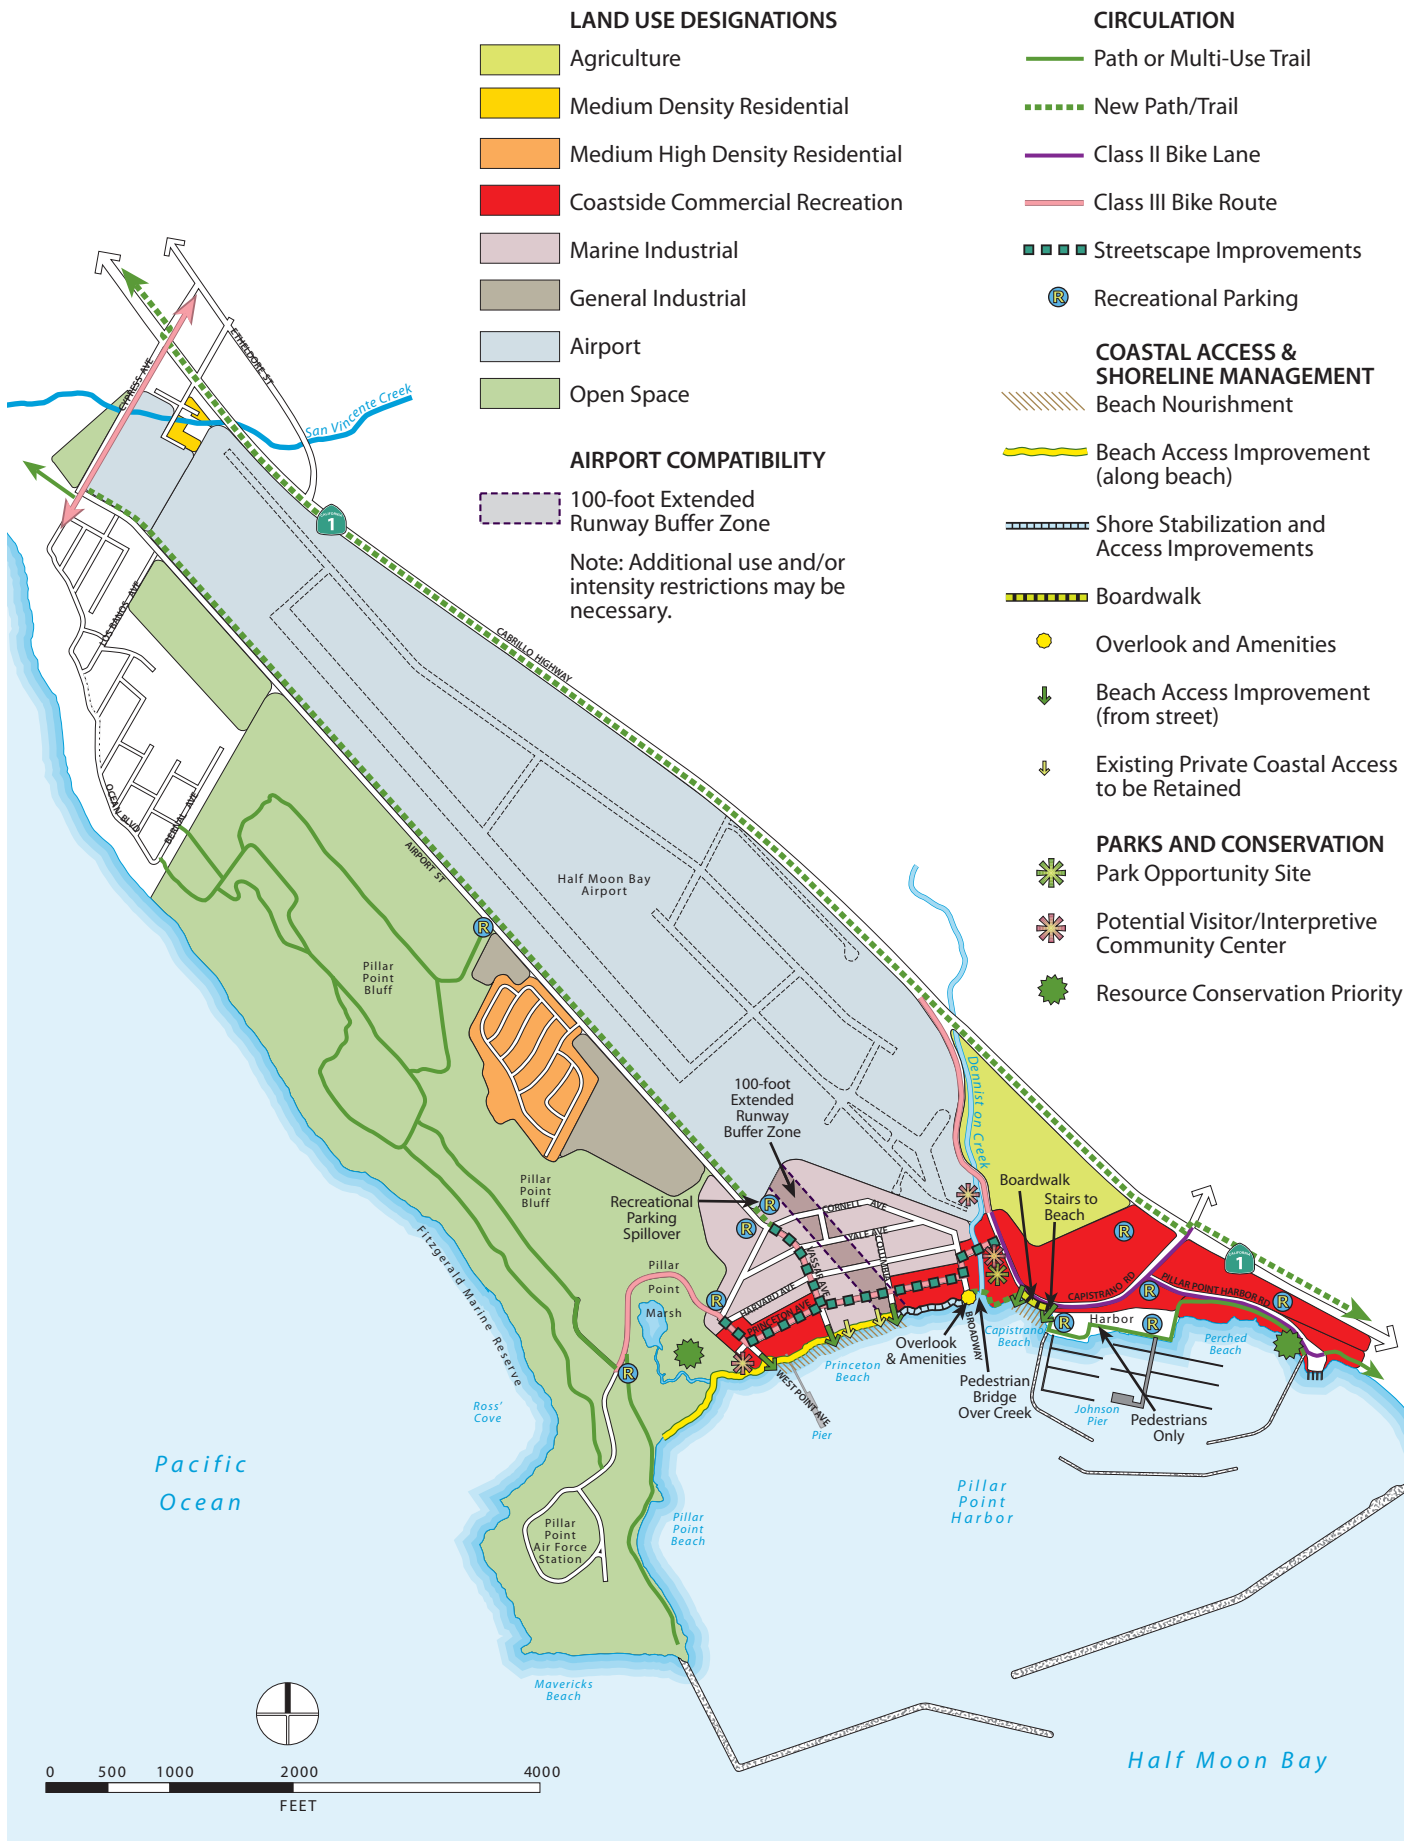 LAND USE DESIGNATIONS
Agriculture
Medium Density Residential
Medium High Density Residential
Coastside Commercial Recreation
Marine Industrial
General Industrial
Airport
Open Space
AIRPORT COMPATIBILITY
100-foot Extended
Runway Buffer Zone
Note: Additional use and/or
intensity restrictions may be
necessary.
CIRCULATION
Path or Multi-Use Trail
New Path/Trail
Class II Bike Lane
Class III Bike Route
Streetscape Improvements
R
Recreational Parking
COASTAL ACCESS &
SHORELINE MANAGEMENT
Beach Nourishment
Beach Access Improvement
(along beach)
Shore Stabilization and
Access Improvements
Boardwalk
Overlook and Amenities
Beach Access Improvement
(from street)
Existing Private Coastal Access
to be Retained
PARKS AND CONSERVATION
Park Opportunity Site
Potential Visitor/Interpretive
Community Center
Resource Conservation Priority
CYPRESS AVE
ETHELDORE ST
San Vincente Creek
CALIFORNIA
1
CABRILLO HIGHWAY
LOS BANOS AVE
OCEAN BLVD
BERNAL AVE
AIRPORT ST
Half Moon Bay
Airport
R
Pillar
Point
Bluff
Dennist on Creek
100-foot
Extended
Runway
Buffer Zone
Pillar
Point
Bluff
Recreational
Parking
Spillover
R
R
CORNELL AVE
YALE AVE
COLUMBIA
VASSAR AVE
HARVARD AVE
PRINCETON AVE
BROADWAY
Boardwalk
Stairs to
Beach
R
CAPISTRANO RD
PILLAR POINT HARBOR RD
CALIFORNIA
1
R
R
R
R
Harbor
Fitzgerald Marine Reserve
Pillar
Point
Marsh
R
R
Overlook
& Amenities
Capistrano
Beach
Perched
Beach
Princeton
Beach
WEST POINT AVE
Pier
Pedestrian
Bridge
Over Creek
Johnson
Pier
Pedestrians
Only
Ross'
Cove
Pacific
Ocean
Pillar
Point
Harbor
Pillar
Point
Air Force
Station
Pillar
Point
Beach
Mavericks
Beach
Half Moon Bay
0 500 1000 2000 4000
FEET